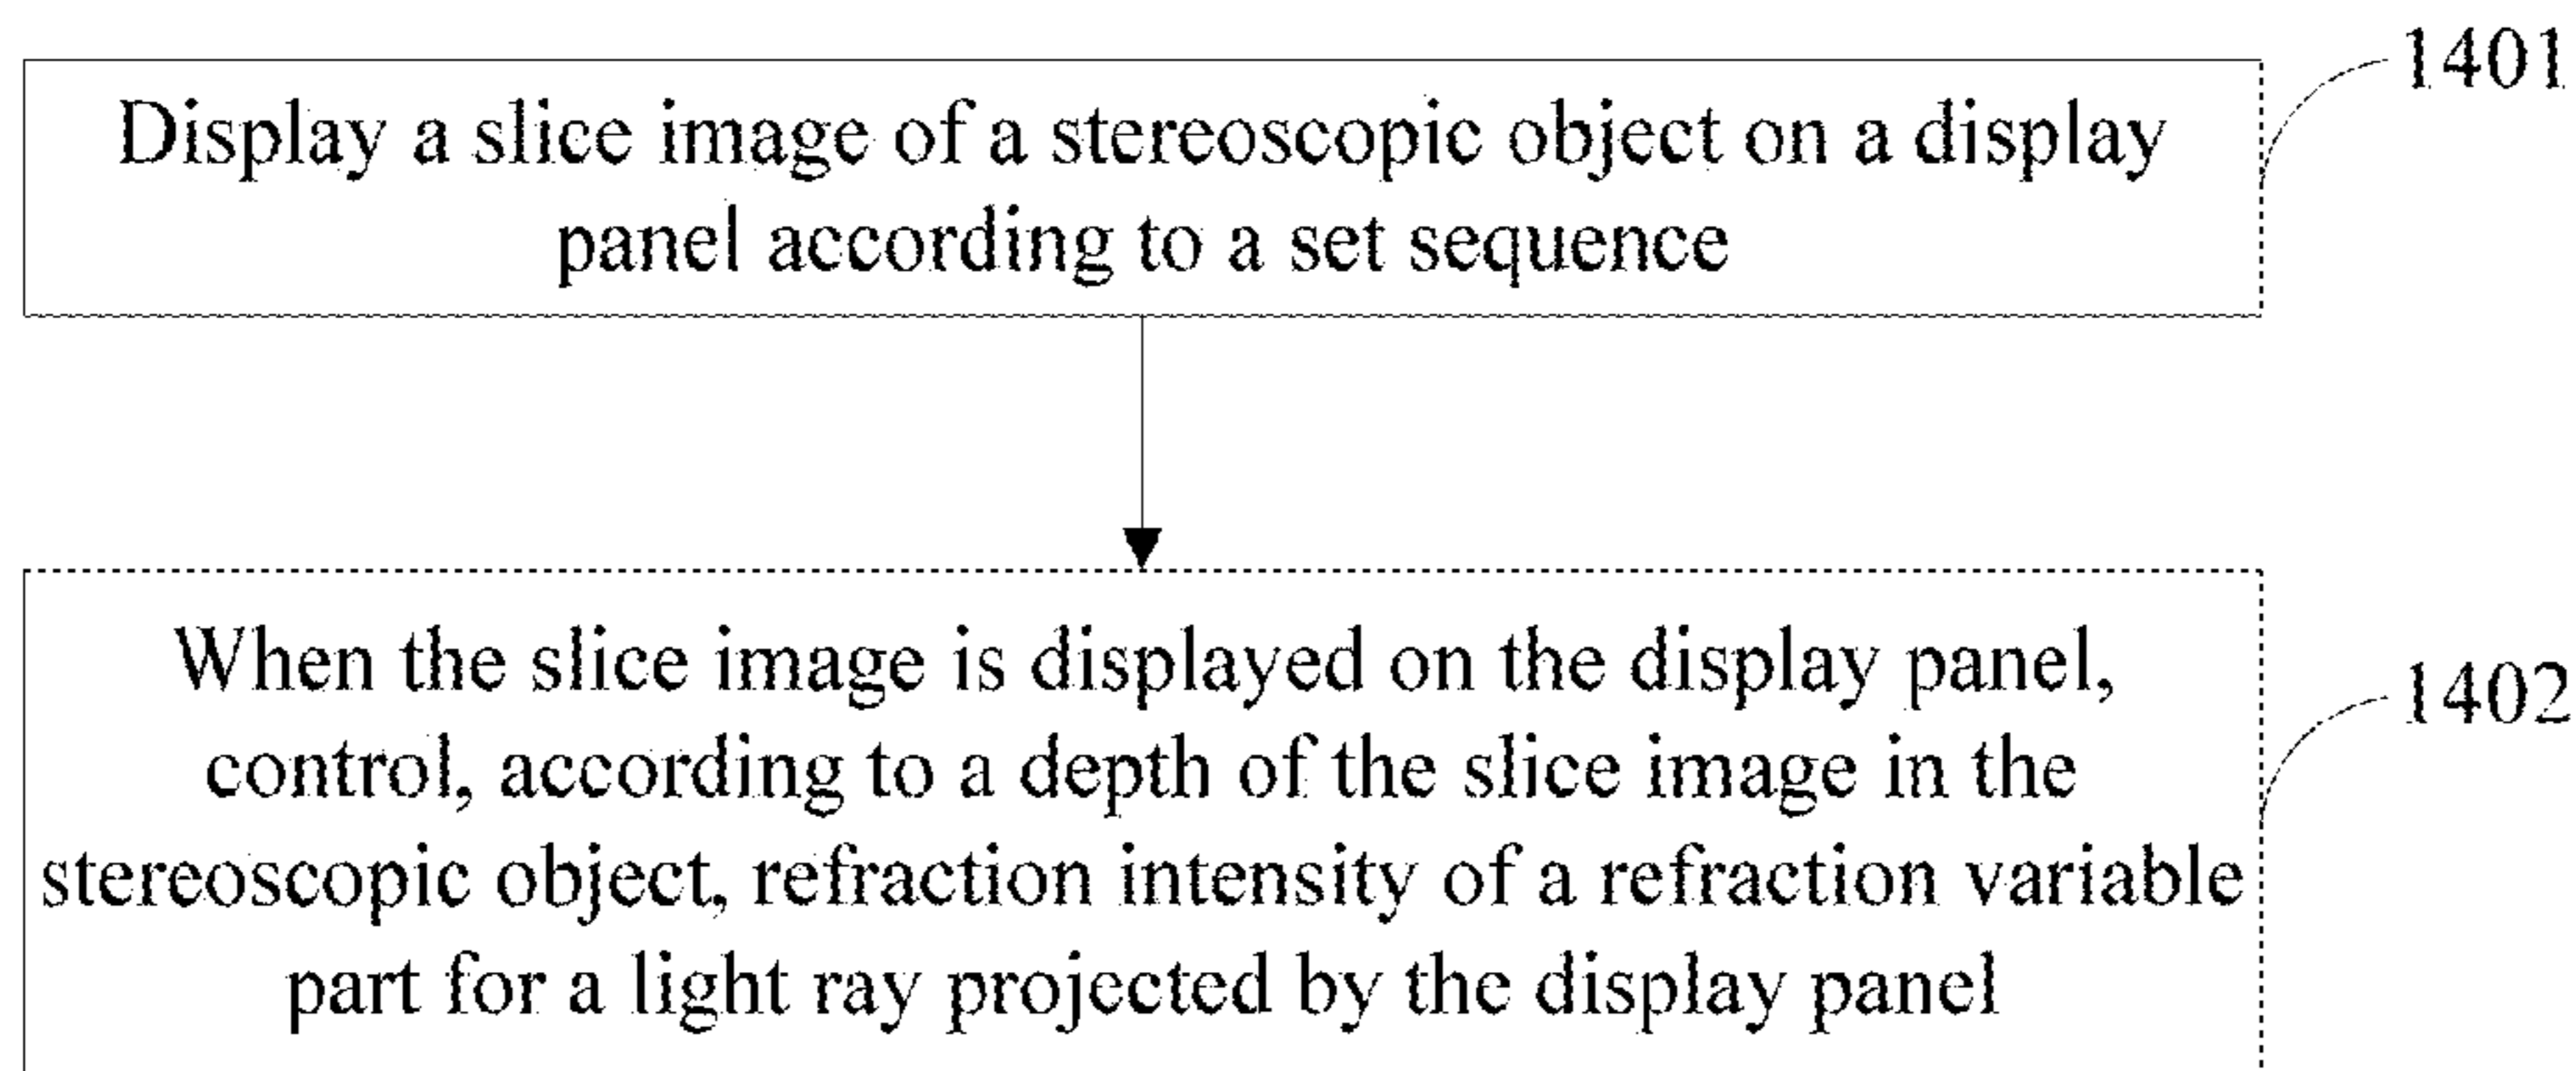 1401
Display a slice image of a stereoscopic object on a display
panel according to a set sequence
When the slice image is displayed on the display panel,
control, according to a depth of the slice image in the
1402
stereoscopic object, refraction intensity of a refraction variable
part for a light ray projected by the display panel